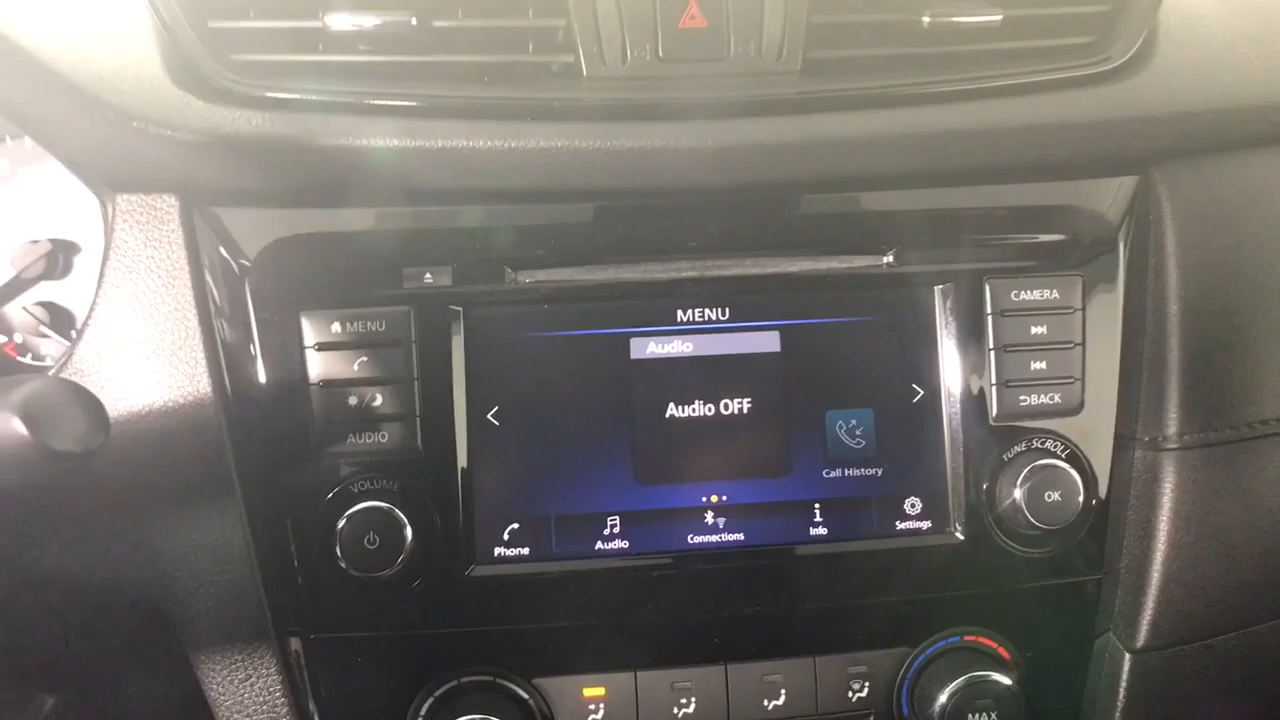 MENU
AUDIO
VOLUME
MENU
Audio
Audio OFF
Call History
Phone
Audio
Connections
Info
Settings
CAMERA
BACK
TUNE·SCROLL
OK
MAX